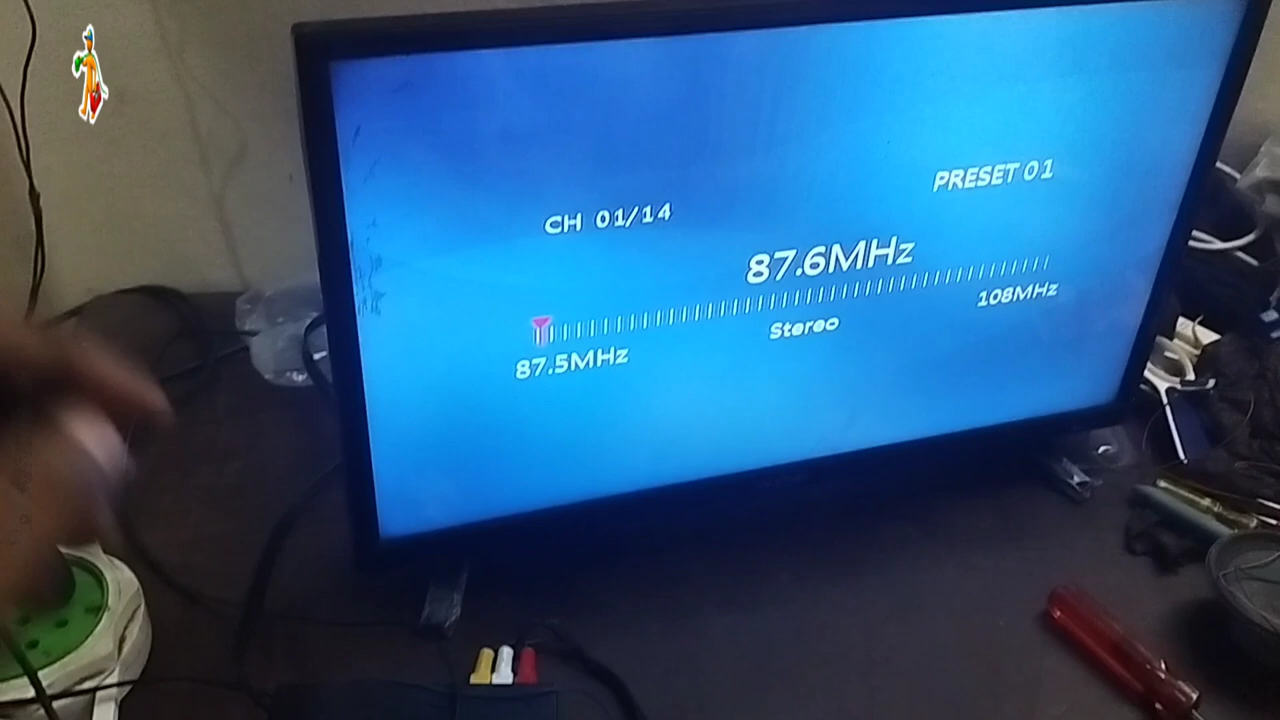 PRESET 01
CH 01/14
87.6MHz
108MHz
Stereo
87.5MHz